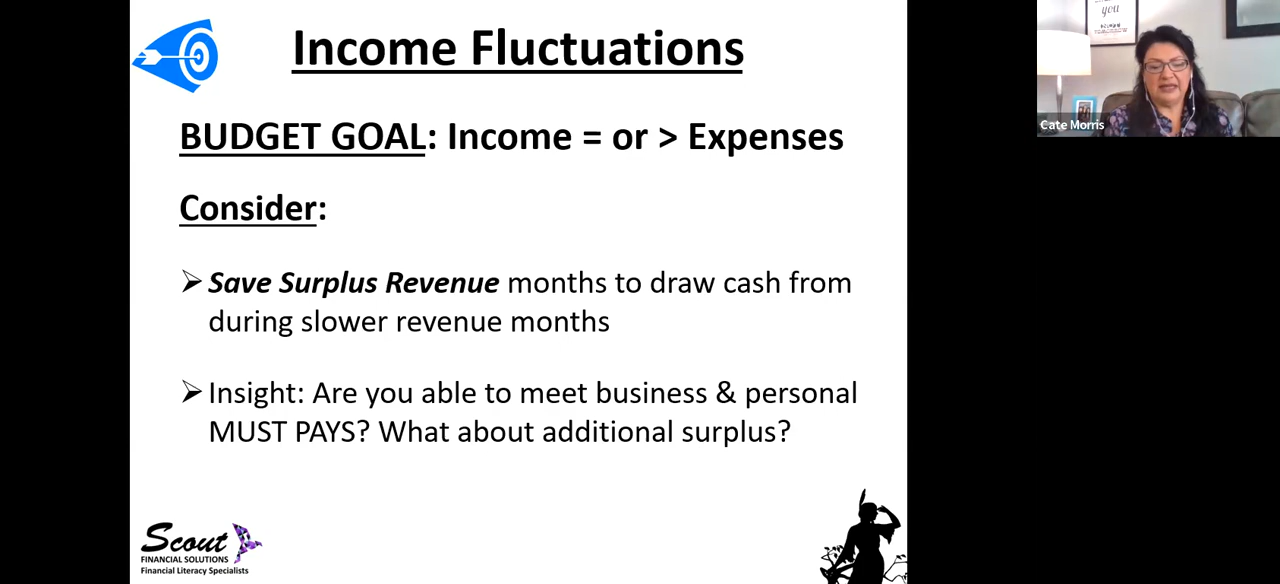 Income Fluctuations
BUDGET GOAL: Income = or > Expenses
Consider:
➢ Save Surplus Revenue months to draw cash from
during slower revenue months
➢ Insight: Are you able to meet business & personal
MUST PAYS? What about additional surplus?
Scout
FINANCIAL SOLUTIONS
Financial Literacy Specialists
you
Cate Morris